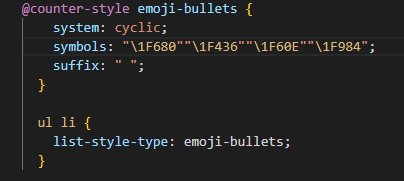 @counter-style emoji-bullets {
system: cyclic;
symbols: "\1F680""\1F436""\1F60E""\1F984";
suffix: " ";
}
ul li {
list-style-type: emoji-bullets;
}